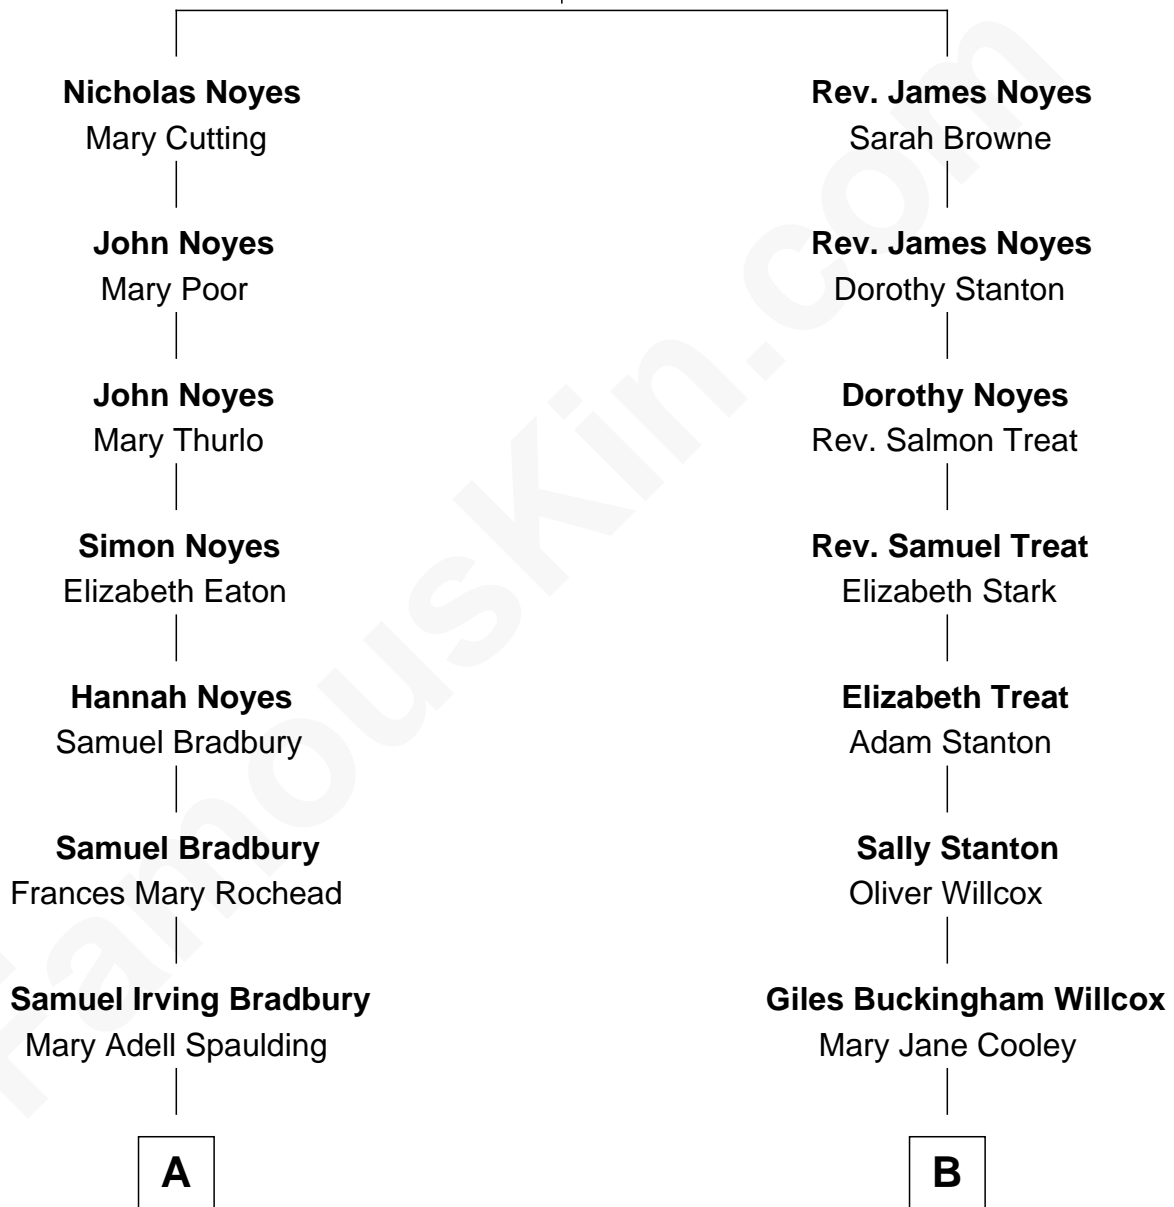 Nicholas Noyes
Mary Cutting
John Noyes
Mary Poor
John Noyes
Mary Thurlo
Simon Noyes
Elizabeth Eaton
Hannah Noyes
Samuel Bradbury
Samuel Bradbury
Frances Mary Rochead
Samuel Irving Bradbury
Mary Adell Spaulding
A
Rev. James Noyes
Sarah Browne
Rev. James Noyes
Dorothy Stanton
Dorothy Noyes
Rev. Salmon Treat
Rev. Samuel Treat
Elizabeth Stark
Elizabeth Treat
Adam Stanton
Sally Stanton
Oliver Willcox
Giles Buckingham Willcox
Mary Jane Cooley
B
FamousKin.com